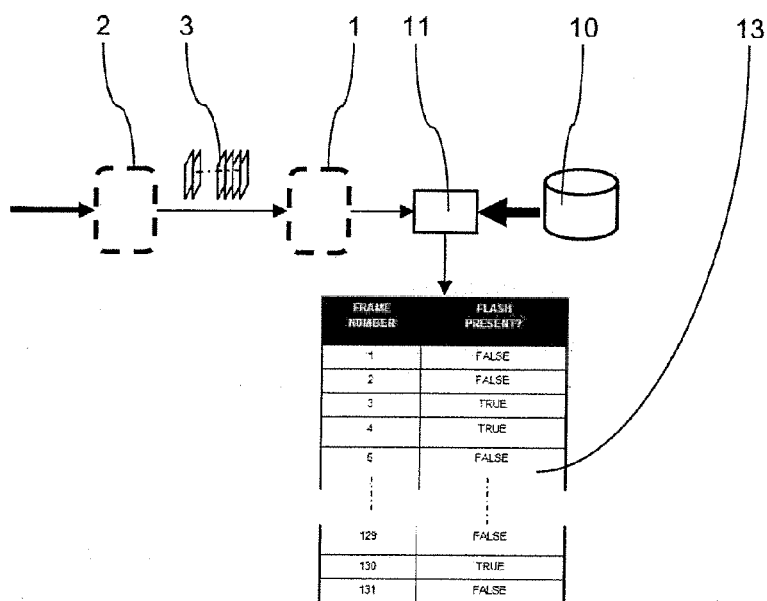 2 3 1 11 10 13
FRAME NUMBER FLASH PRESENT?
1 FALSE
2 FALSE
3 TRUE
4 TRUE
5 FALSE
129 FALSE
130 TRUE
131 FALSE